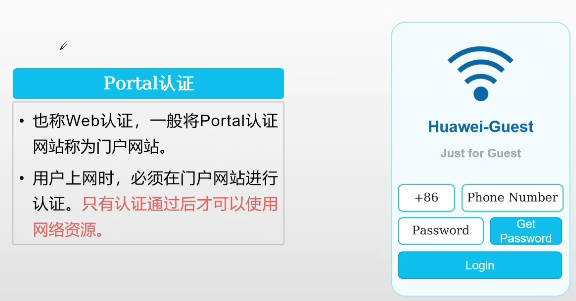 Portal认证
• 也称Web认证，一般将Portal认证
网站称为门户网站。
• 用户上网时，必须在门户网站进行
认证。只有认证通过后才可以使用
网络资源。
Huawei-Guest
Just for Guest
+86
Phone Number
Password
Get
Password
Login